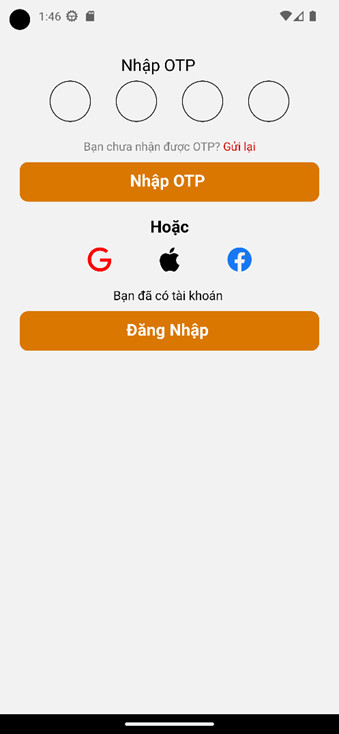 1:46
Nhập OTP
Bạn chưa nhận được OTP? Gửi lại
Nhập OTP
Hoặc
Bạn đã có tài khoản
Đăng Nhập